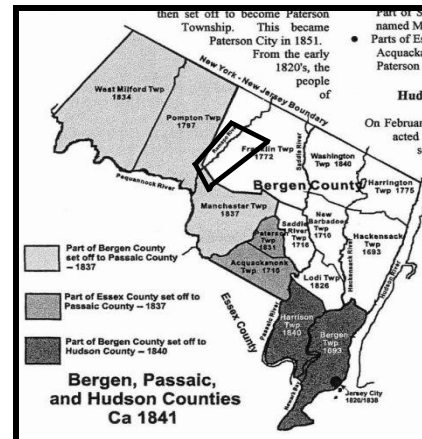 then set off to become Paterson
Township. This became
Paterson City in 1851.
From the early
1820's, the
people
of
Part of S
named M
• Parts of Es
Acquacka
Paterson
Hud
On Februar
acted
s
New York - New Jersey Boundary
West Milford Twp
1834
Pompton Twp
1797
Ramapo River
Franklin Twp
1772
Saddle River
Washington
Twp 1840
Harrington Twp
1775
Pequannock River
Bergen County
Manchester Twp
1837
Paterson
Twp
1831
Saddle
River
Twp
1716
New
Barbadoes
Twp
1710
Hackensack
Twp
1693
Acquackanonk
Twp 1710
Lodi Twp
1826
Hackensack River
Hudson River
Essex County
Passaic River
Harrison
Twp
1840
Bergen
Twp
1693
Newark Bay
Jersey City
1820/1838
Part of Bergen County
set off to Passaic County
- 1837
Part of Essex County set off to
Passaic County - 1837
Part of Bergen County set off to
Hudson County - 1840
Bergen, Passaic,
and Hudson Counties
Ca 1841